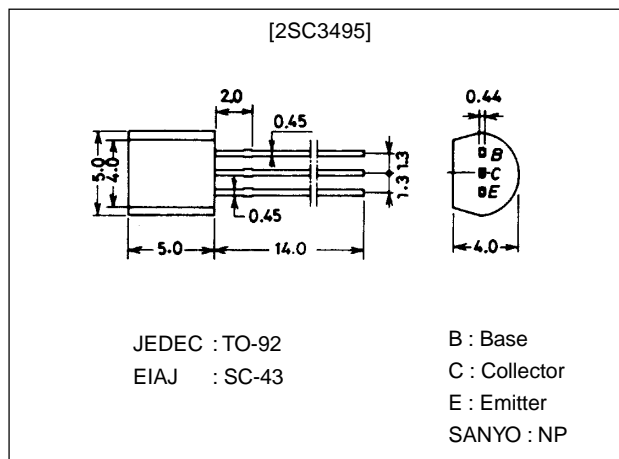 [2SC3495]
2.0
0.45
5.0
4.0
1.3
1.3
0.45
5.0
14.0
0.44
B
C
E
4.0
JEDEC : TO-92
EIAJ : SC-43
B : Base
C : Collector
E : Emitter
SANYO : NP